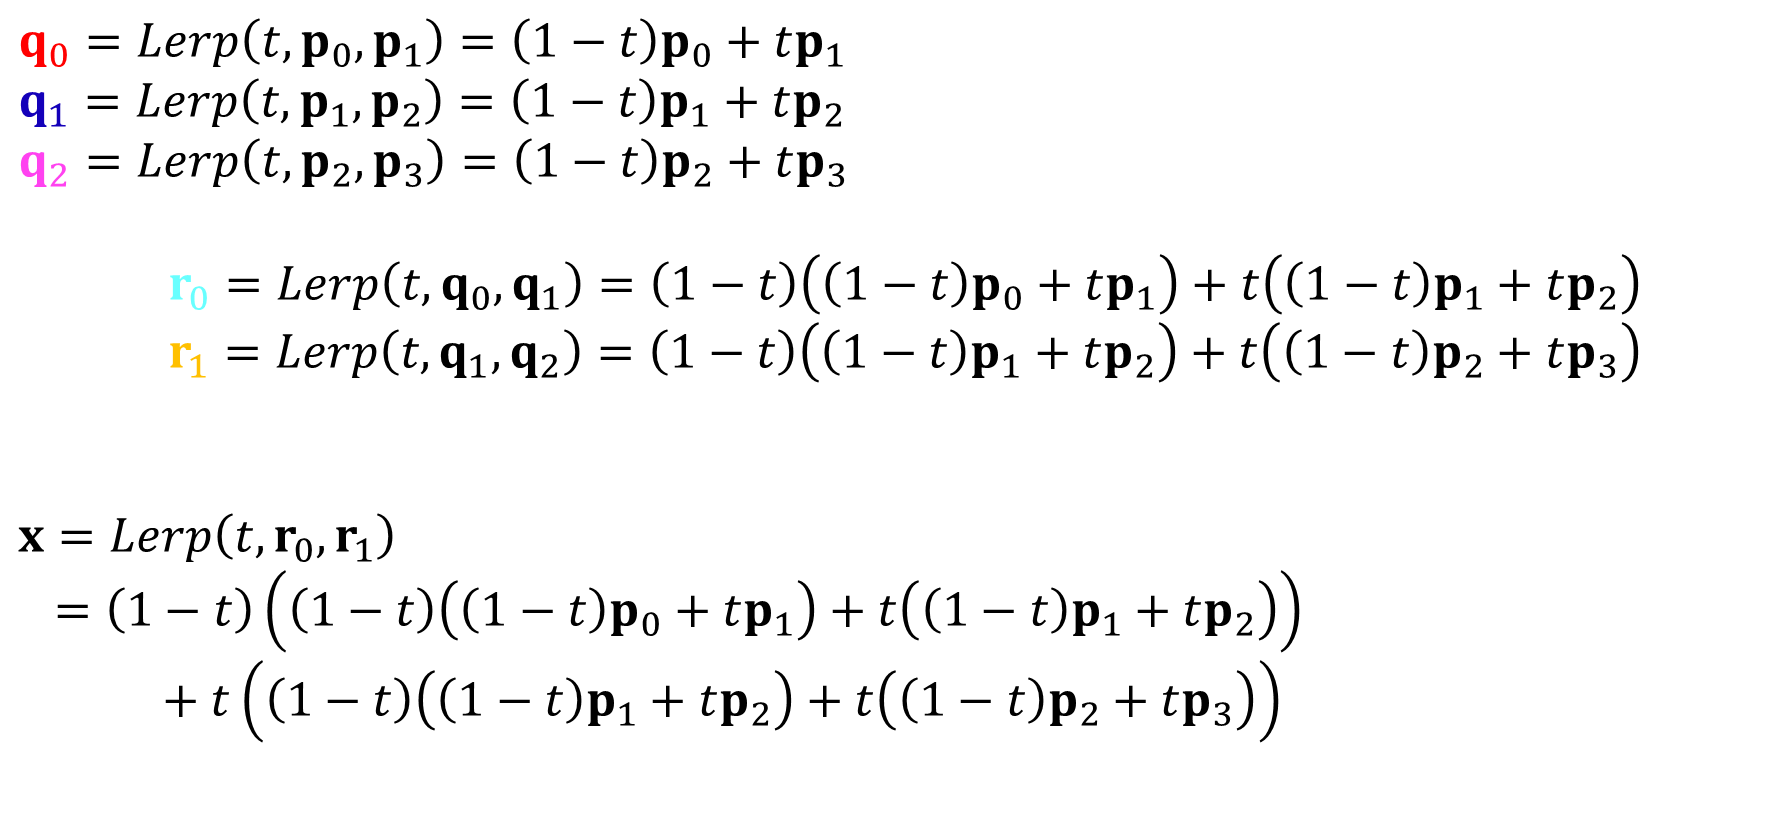 q₀ = Lerp(t, p₀, p₁) = (1 − t)p₀ + tp₁
q₁ = Lerp(t, p₁, p₂) = (1 − t)p₁ + tp₂
q₂ = Lerp(t, p₂, p₃) = (1 − t)p₂ + tp₃
r₀ = Lerp(t, q₀, q₁) = (1 − t)((1 − t)p₀ + tp₁) + t((1 − t)p₁ + tp₂)
r₁ = Lerp(t, q₁, q₂) = (1 − t)((1 − t)p₁ + tp₂) + t((1 − t)p₂ + tp₃)
x = Lerp(t, r₀, r₁)
= (1 − t)((1 − t)((1 − t)p₀ + tp₁) + t((1 − t)p₁ + tp₂))
+ t((1 − t)((1 − t)p₁ + tp₂) + t((1 − t)p₂ + tp₃))